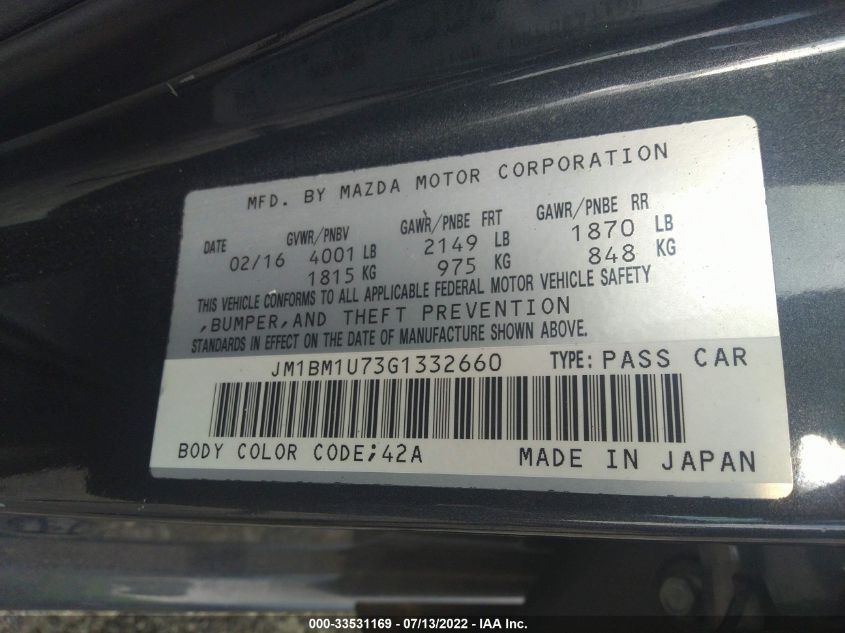 MFD. BY MAZDA MOTOR CORPORATION
DATE GVWR/PNBV GAWR/PNBE FRT GAWR/PNBE RR
02/16 4001 LB 2149 LB 1870 LB
1815 KG 975 KG 848 KG
THIS VEHICLE CONFORMS TO ALL APPLICABLE FEDERAL MOTOR VEHICLE SAFETY
,BUMPER,AND THEFT PREVENTION
STANDARDS IN EFFECT ON THE DATE OF MANUFACTURE SHOWN ABOVE.
JM1BM1U73G1332660 TYPE: PASS CAR
BODY COLOR CODE;42A MADE IN JAPAN
000-33531169 - 07/13/2022 - IAA Inc.